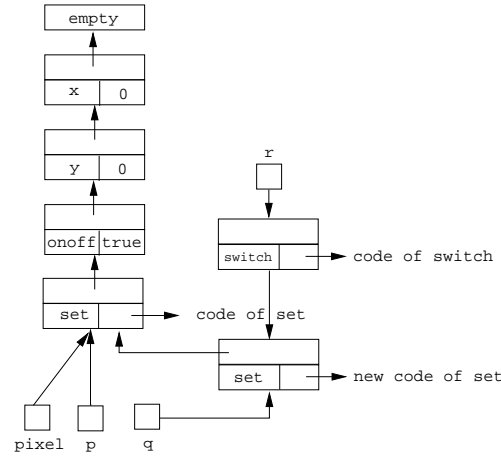 empty
x 0
y 0
r
onoff true
switch
code of switch
set
code of set
set
new code of set
pixel
p
q